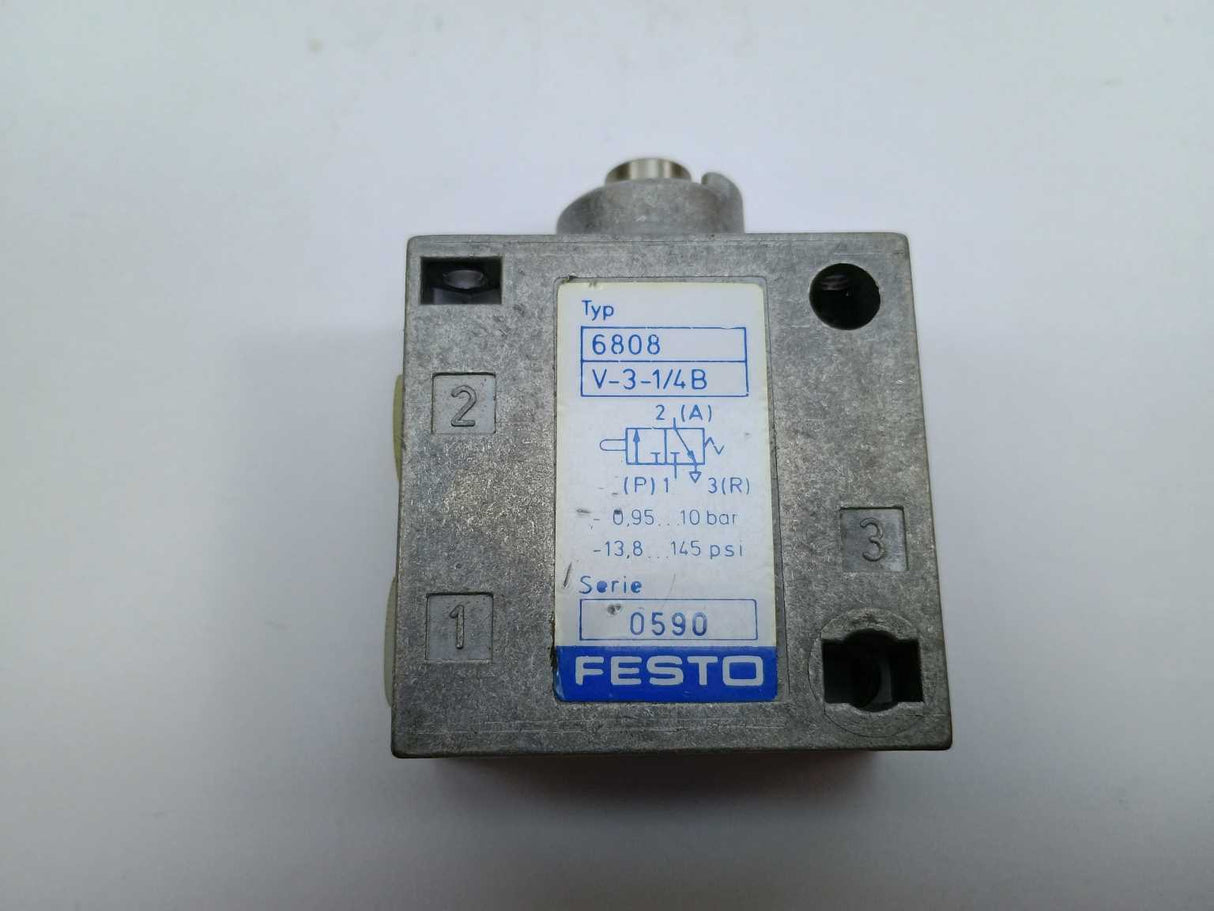 Typ
6808
V-3-1/4B
2 (A)
(P) 1 3(R)
- 0,95...10 bar
-13,8...145 psi
Serie
0590
FESTO
2
1
3